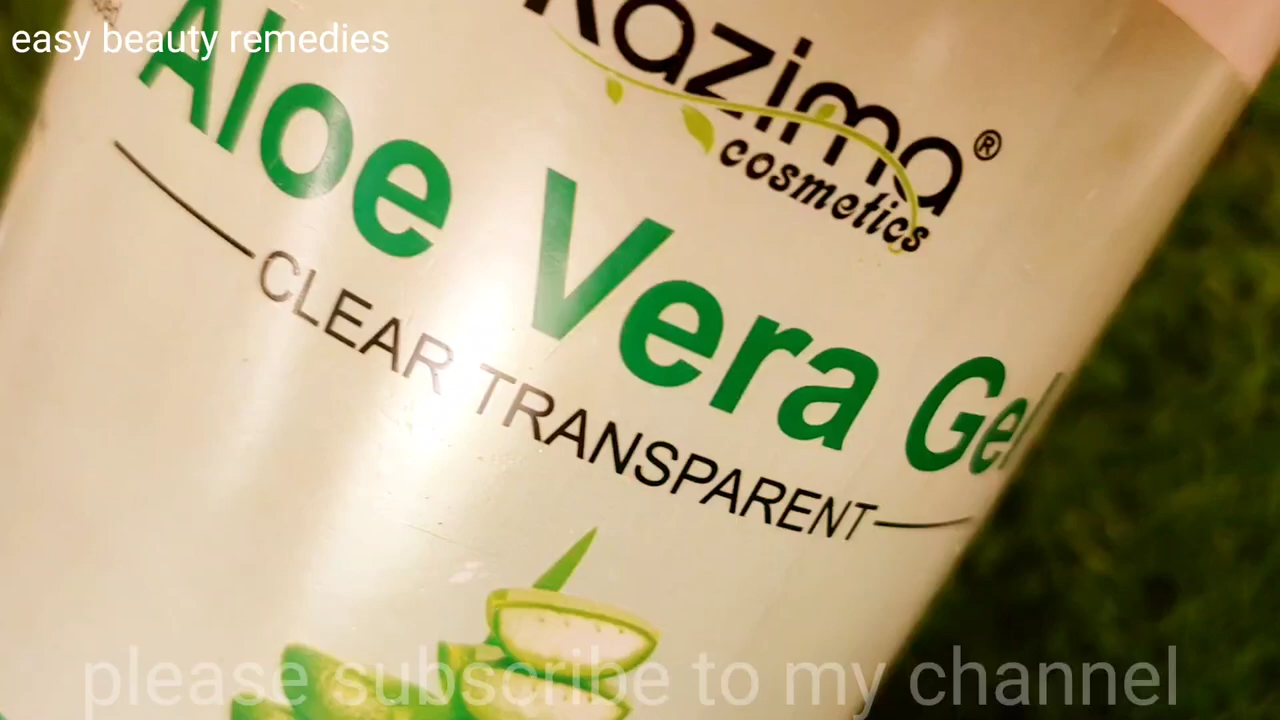 easy beauty remedies
Kazima®
cosmetics
Aloe Vera Gel
CLEAR TRANSPARENT
please subscribe to my channel